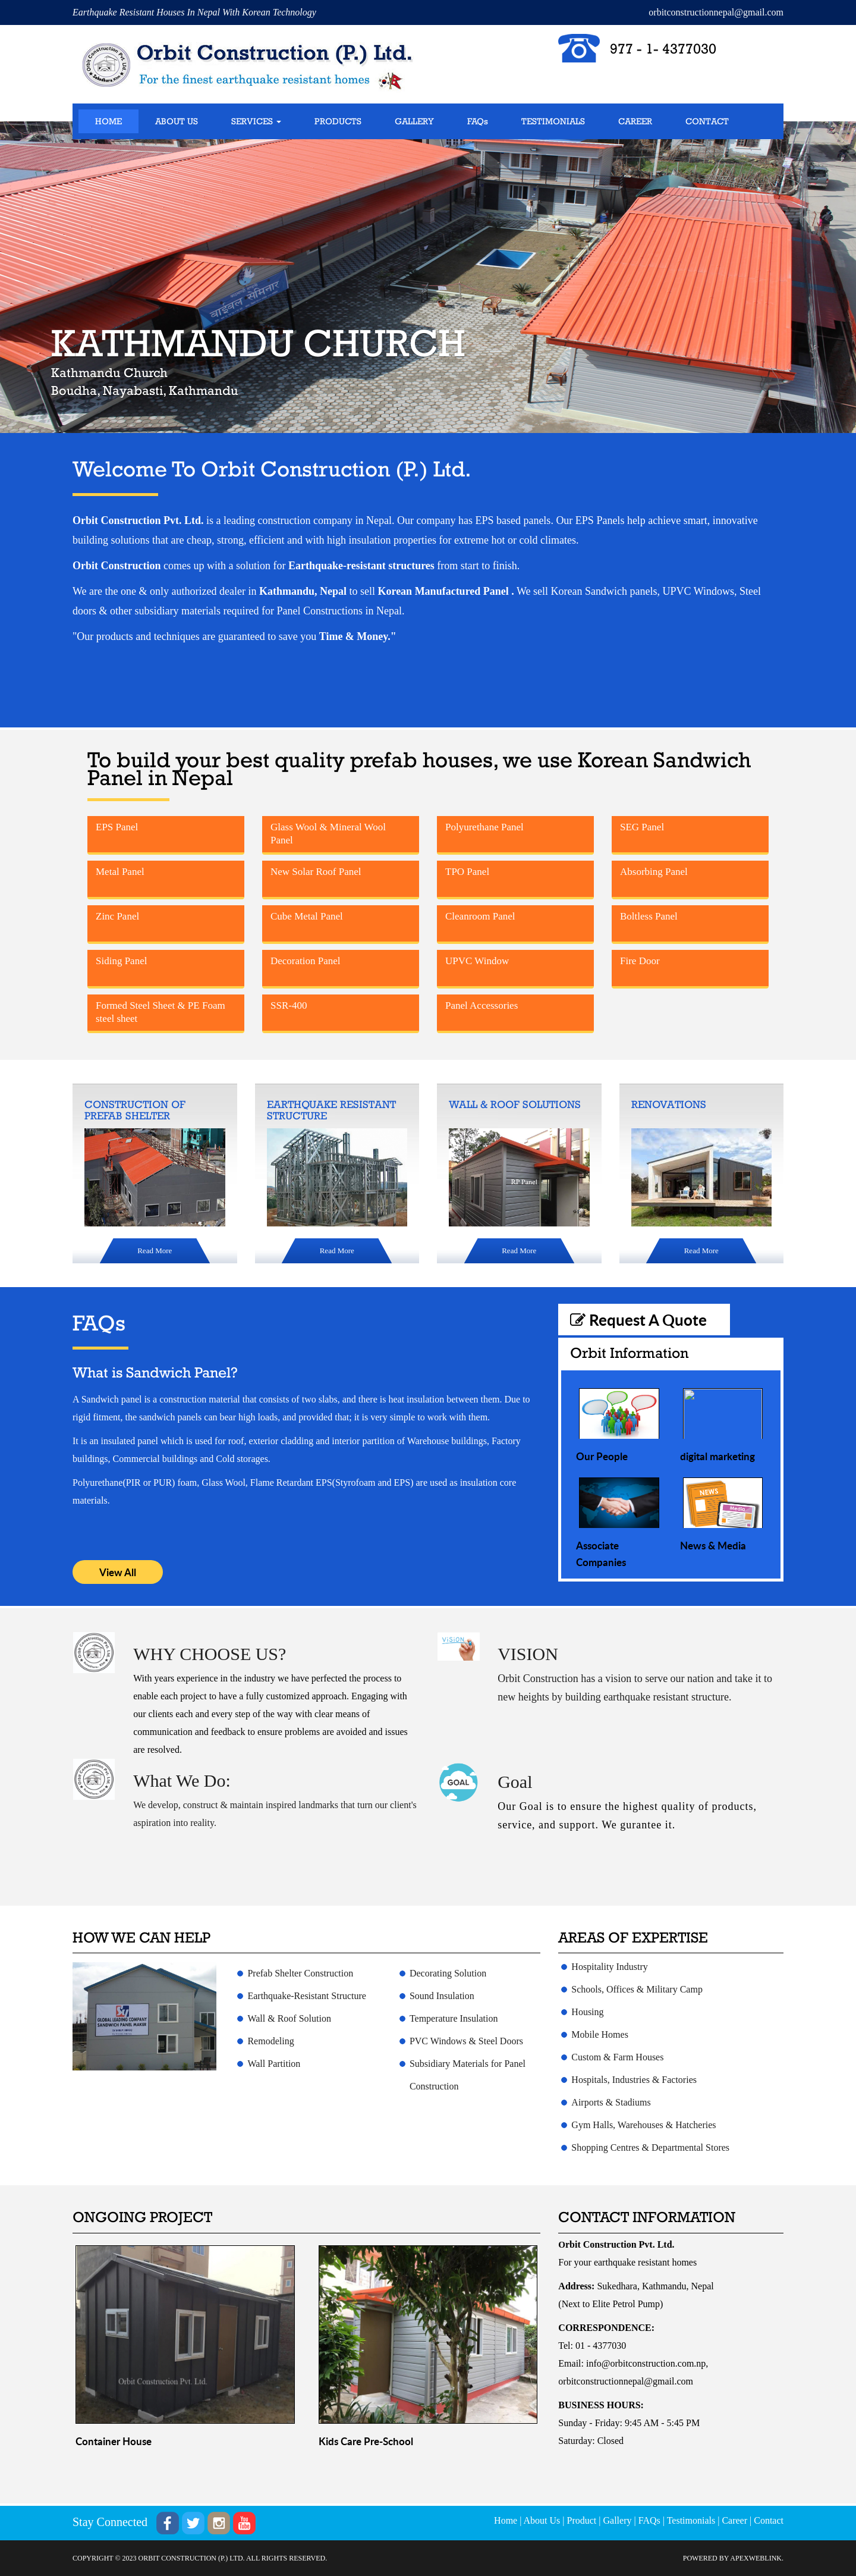 Earthquake Resistant Houses In Nepal With Korean Technology
orbitconstructionnepal@gmail.com
Orbit Construction (P.) Ltd.
For the finest earthquake resistant homes
977 - 1- 4377030
HOME
ABOUT US
SERVICES
PRODUCTS
GALLERY
FAQs
TESTIMONIALS
CAREER
CONTACT
KATHMANDU CHURCH
Kathmandu Church
Boudha, Nayabasti, Kathmandu
Welcome To Orbit Construction (P.) Ltd.
Orbit Construction Pvt. Ltd. is a leading construction company in Nepal. Our company has EPS based panels. Our EPS Panels help achieve smart, innovative
building solutions that are cheap, strong, efficient and with high insulation properties for extreme hot or cold climates.
Orbit Construction comes up with a solution for Earthquake-resistant structures from start to finish.
We are the one & only authorized dealer in Kathmandu, Nepal to sell Korean Manufactured Panel . We sell Korean Sandwich panels, UPVC Windows, Steel
doors & other subsidiary materials required for Panel Constructions in Nepal.
"Our products and techniques are guaranteed to save you Time & Money."
To build your best quality prefab houses, we use Korean Sandwich
Panel in Nepal
EPS Panel
Glass Wool & Mineral Wool
Panel
Polyurethane Panel
SEG Panel
Metal Panel
New Solar Roof Panel
TPO Panel
Absorbing Panel
Zinc Panel
Cube Metal Panel
Cleanroom Panel
Boltless Panel
Siding Panel
Decoration Panel
UPVC Window
Fire Door
Formed Steel Sheet & PE Foam
steel sheet
SSR-400
Panel Accessories
CONSTRUCTION OF
PREFAB SHELTER
EARTHQUAKE RESISTANT
STRUCTURE
WALL & ROOF SOLUTIONS
RENOVATIONS
RP Panel
Read More
Read More
Read More
Read More
FAQs
What is Sandwich Panel?
A Sandwich panel is a construction material that consists of two slabs, and there is heat insulation between them. Due to
rigid fitment, the sandwich panels can bear high loads, and provided that; it is very simple to work with them.
It is an insulated panel which is used for roof, exterior cladding and interior partition of Warehouse buildings, Factory
buildings, Commercial buildings and Cold storages.
Polyurethane(PIR or PUR) foam, Glass Wool, Flame Retardant EPS(Styrofoam and EPS) are used as insulation core
materials.
View All
Request A Quote
Orbit Information
Our People
digital marketing
NEWS
Associate
Companies
News & Media
WHY CHOOSE US?
With years experience in the industry we have perfected the process to
enable each project to have a fully customized approach. Engaging with
our clients each and every step of the way with clear means of
communication and feedback to ensure problems are avoided and issues
are resolved.
VISION
VISION
Orbit Construction has a vision to serve our nation and take it to
new heights by building earthquake resistant structure.
What We Do:
We develop, construct & maintain inspired landmarks that turn our client's
aspiration into reality.
GOAL
Goal
Our Goal is to ensure the highest quality of products,
service, and support. We gurantee it.
HOW WE CAN HELP
GLOBAL LEADING COMPANY
SANDWICH PANEL MAKER
Prefab Shelter Construction
Earthquake-Resistant Structure
Wall & Roof Solution
Remodeling
Wall Partition
Decorating Solution
Sound Insulation
Temperature Insulation
PVC Windows & Steel Doors
Subsidiary Materials for Panel
Construction
AREAS OF EXPERTISE
Hospitality Industry
Schools, Offices & Military Camp
Housing
Mobile Homes
Custom & Farm Houses
Hospitals, Industries & Factories
Airports & Stadiums
Gym Halls, Warehouses & Hatcheries
Shopping Centres & Departmental Stores
ONGOING PROJECT
Orbit Construction Pvt. Ltd.
Container House
Kids Care Pre-School
CONTACT INFORMATION
Orbit Construction Pvt. Ltd.
For your earthquake resistant homes
Address: Sukedhara, Kathmandu, Nepal
(Next to Elite Petrol Pump)
CORRESPONDENCE:
Tel: 01 - 4377030
Email: info@orbitconstruction.com.np,
orbitconstructionnepal@gmail.com
BUSINESS HOURS:
Sunday - Friday: 9:45 AM - 5:45 PM
Saturday: Closed
Stay Connected
You Tube
Home | About Us | Product | Gallery | FAQs | Testimonials | Career | Contact
COPYRIGHT © 2023 ORBIT CONSTRUCTION (P.) LTD. ALL RIGHTS RESERVED.
POWERED BY APEXWEBLINK.